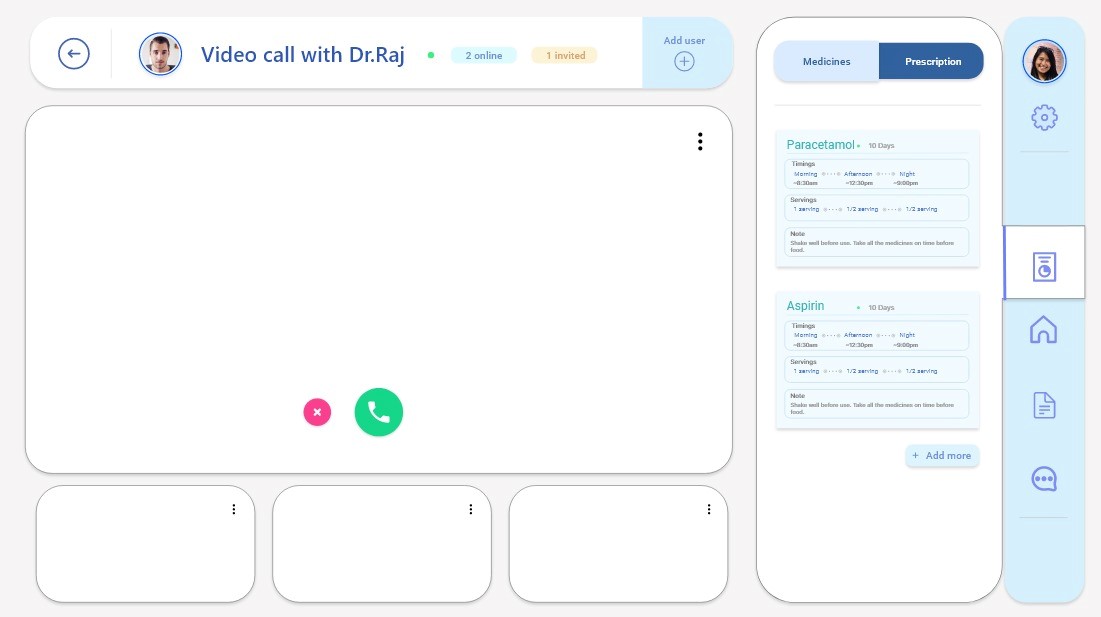 Video call with Dr.Raj
2 online
1 invited
Add user
Medicines
Prescription
Paracetamol
10 Days
Timings
Morning Afternoon Night
~8:30am ~12:30pm ~9:00pm
Servings
1 serving 1/2 serving 1/2 serving
Note
Shake well before use. Take all the medicines on time before
food.
Aspirin
10 Days
Timings
Morning Afternoon Night
~8:30am ~12:30pm ~9:00pm
Servings
1 serving 1/2 serving 1/2 serving
Note
Shake well before use. Take all the medicines on time before
food.
+ Add more